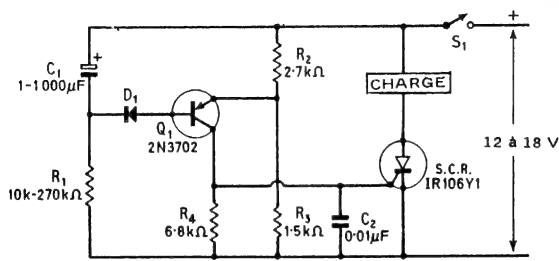 +
S₁
C₁
+
1-1000µF
R₂
2·7kΩ
CHARGE
D₁
Q₁
2N3702
12 à 18 V
S.C.R.
IR106Y1
R₁
10k-270kΩ
R₄
6·8kΩ
R₃
1·5kΩ
C₂
0·01µF